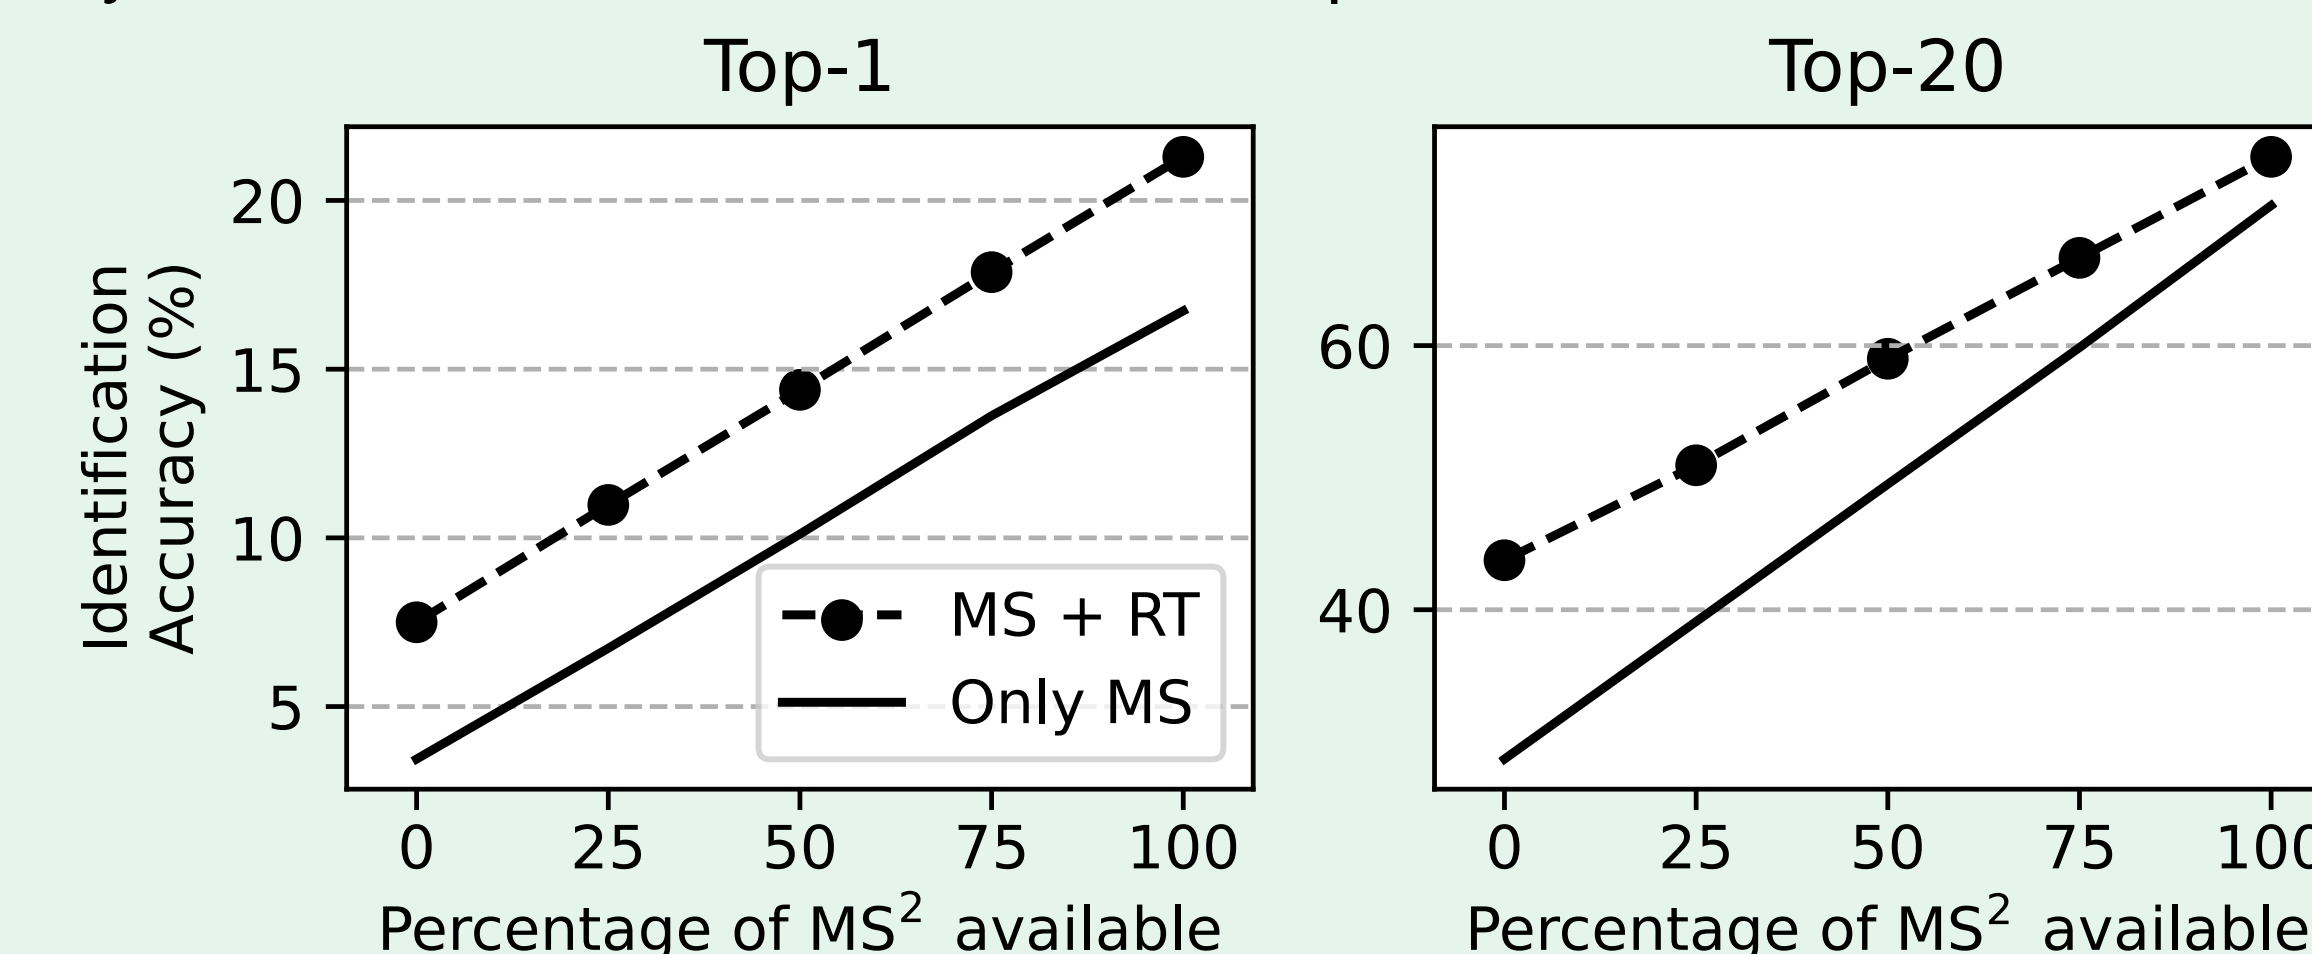 Top-1
Top-20
Identification
Accuracy (%)
20
15
10
5
MS + RT
Only MS
0 25 50 75 100
Percentage of MS² available
60
40
0 25 50 75 100
Percentage of MS² available